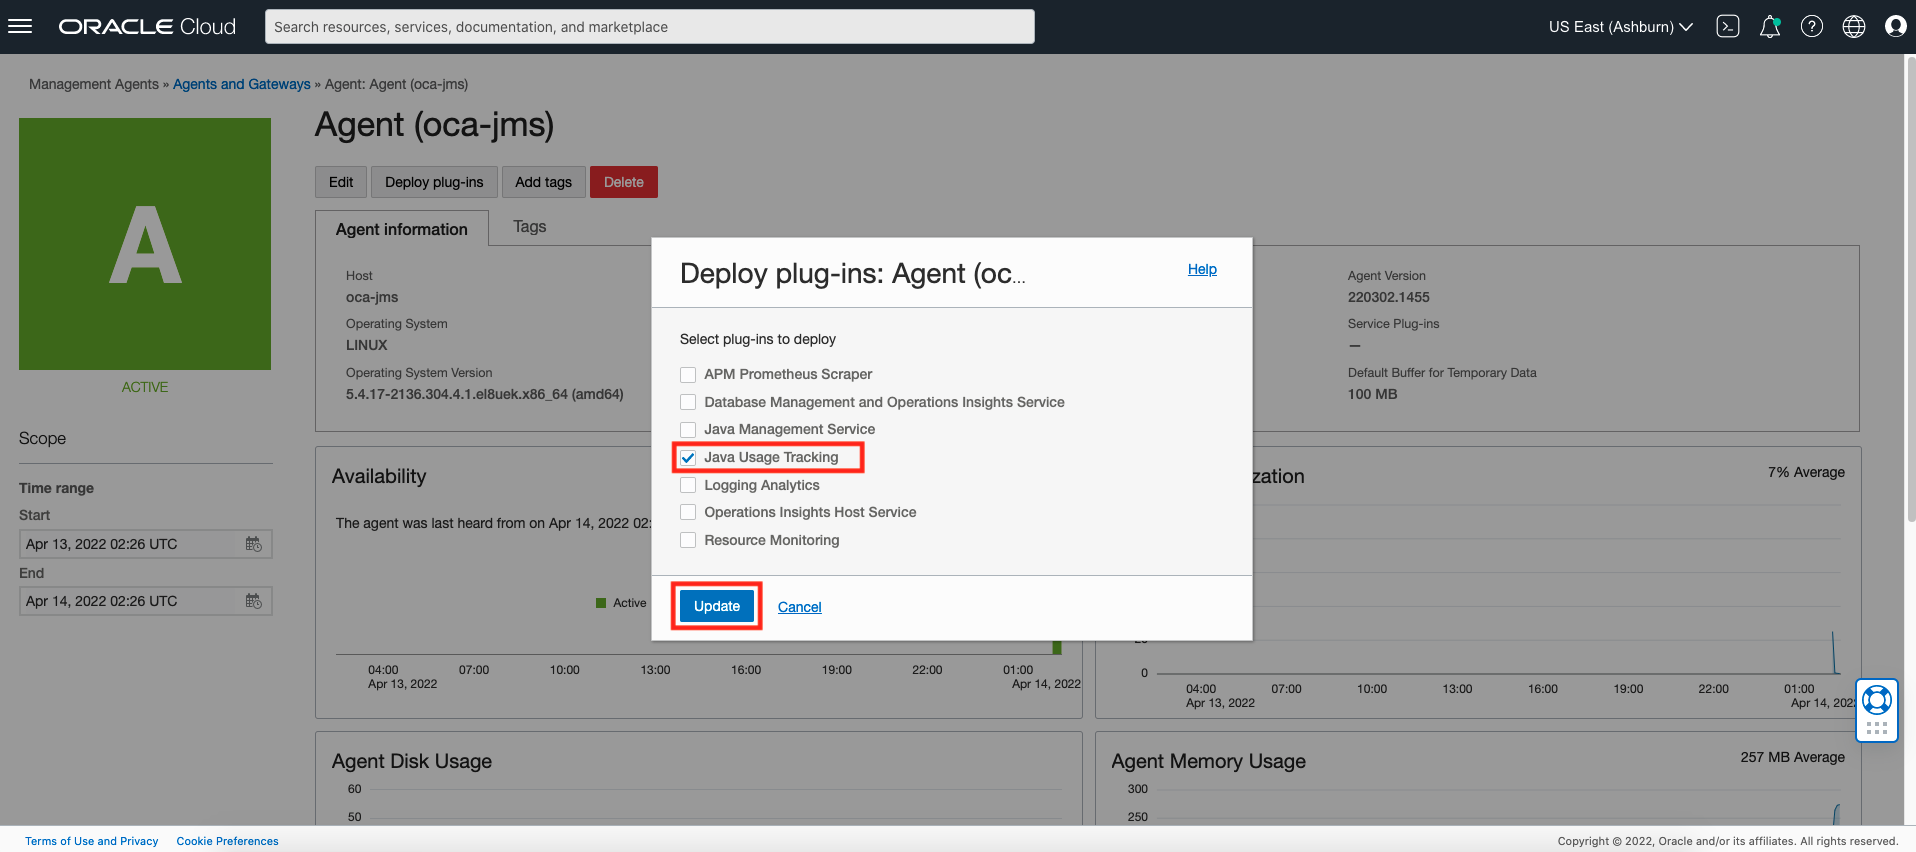 ORACLE Cloud
Search resources, services, documentation, and marketplace
US East (Ashburn)
Management Agents » Agents and Gateways » Agent: Agent (oca-jms)
A
ACTIVE
Scope
Time range
Start
Apr 13, 2022 02:26 UTC
End
Apr 14, 2022 02:26 UTC
Agent (oca-jms)
Edit
Deploy plug-ins
Add tags
Delete
Agent information
Tags
Host
oca-jms
Operating System
LINUX
Operating System Version
5.4.17-2136.304.4.1.el8uek.x86_64 (amd64)
Agent Version
220302.1455
Service Plug-ins
—
Default Buffer for Temporary Data
100 MB
Deploy plug-ins: Agent (oc...
Help
Select plug-ins to deploy
APM Prometheus Scraper
Database Management and Operations Insights Service
Java Management Service
Java Usage Tracking
Logging Analytics
Operations Insights Host Service
Resource Monitoring
Update
Cancel
Availability
The agent was last heard from on Apr 14, 2022 02:
Active
04:00
07:00
10:00
13:00
16:00
19:00
22:00
01:00
Apr 13, 2022
Apr 14, 2022
zation
7% Average
0
04:00
07:00
10:00
13:00
16:00
19:00
22:00
01:00
Apr 13, 2022
Apr 14, 2022
Agent Disk Usage
60
50
Agent Memory Usage
257 MB Average
300
250
Terms of Use and Privacy
Cookie Preferences
Copyright © 2022, Oracle and/or its affiliates. All rights reserved.